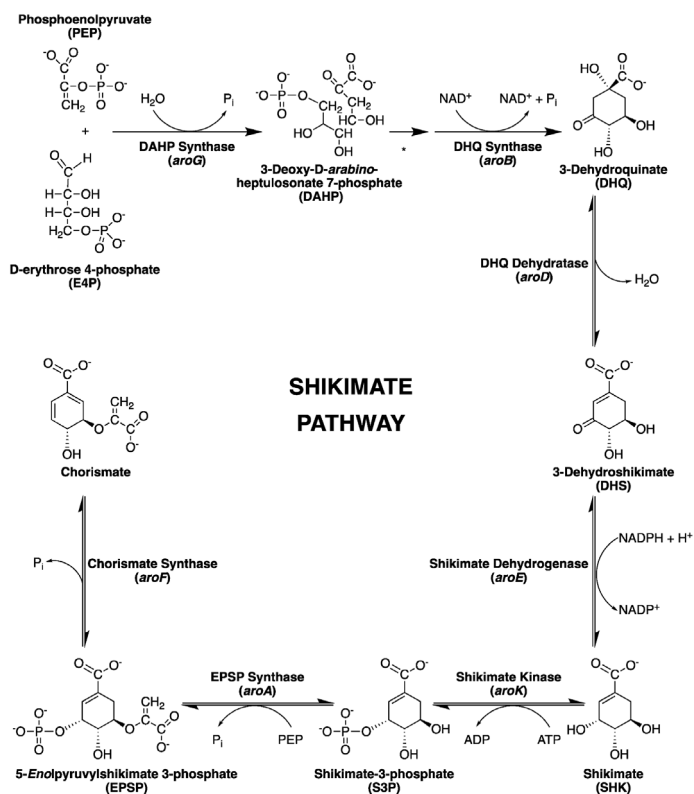 Phosphoenolpyruvate
(PEP)
H₂O
Pᵢ
DAHP Synthase
(aroG)
3-Deoxy-D-arabino-
heptulosonate 7-phosphate
(DAHP)
*
NAD⁺
NAD⁺ + Pᵢ
DHQ Synthase
(aroB)
3-Dehydroquinate
(DHQ)
+
D-erythrose 4-phosphate
(E4P)
DHQ Dehydratase
(aroD)
H₂O
SHIKIMATE
PATHWAY
Chorismate
3-Dehydroshikimate
(DHS)
Pᵢ
Chorismate Synthase
(aroF)
Shikimate Dehydrogenase
(aroE)
NADPH + H⁺
NADP⁺
EPSP Synthase
(aroA)
Pᵢ
PEP
Shikimate Kinase
(aroK)
ADP
ATP
5-Enolpyruvylshikimate 3-phosphate
(EPSP)
Shikimate-3-phosphate
(S3P)
Shikimate
(SHK)